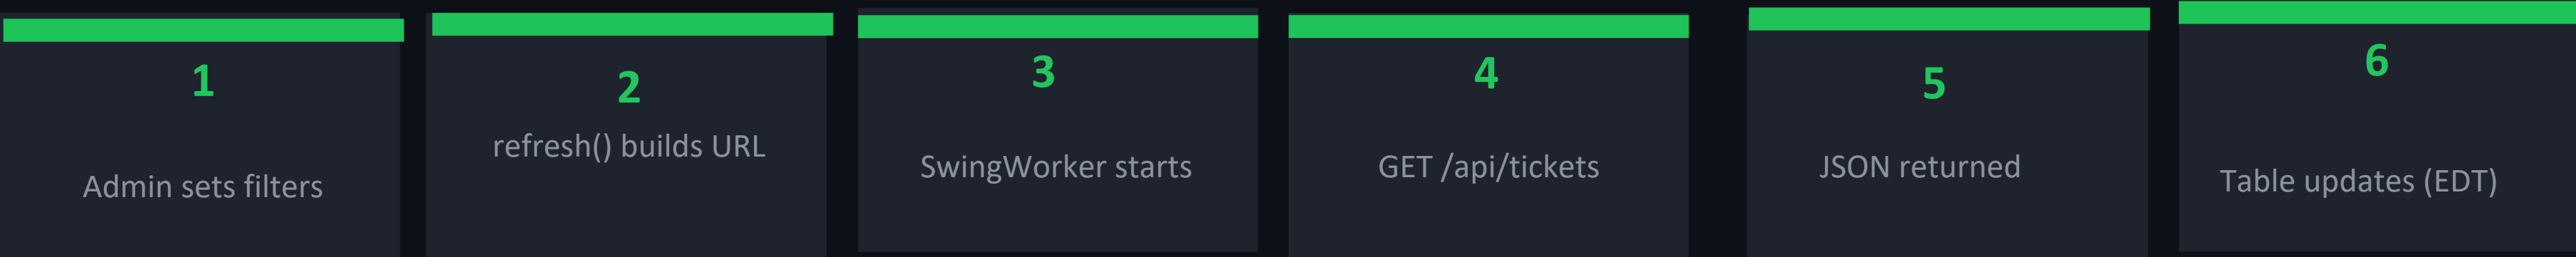 1
Admin sets filters
2
refresh() builds URL
3
SwingWorker starts
4
GET /api/tickets
5
JSON returned
6
Table updates (EDT)